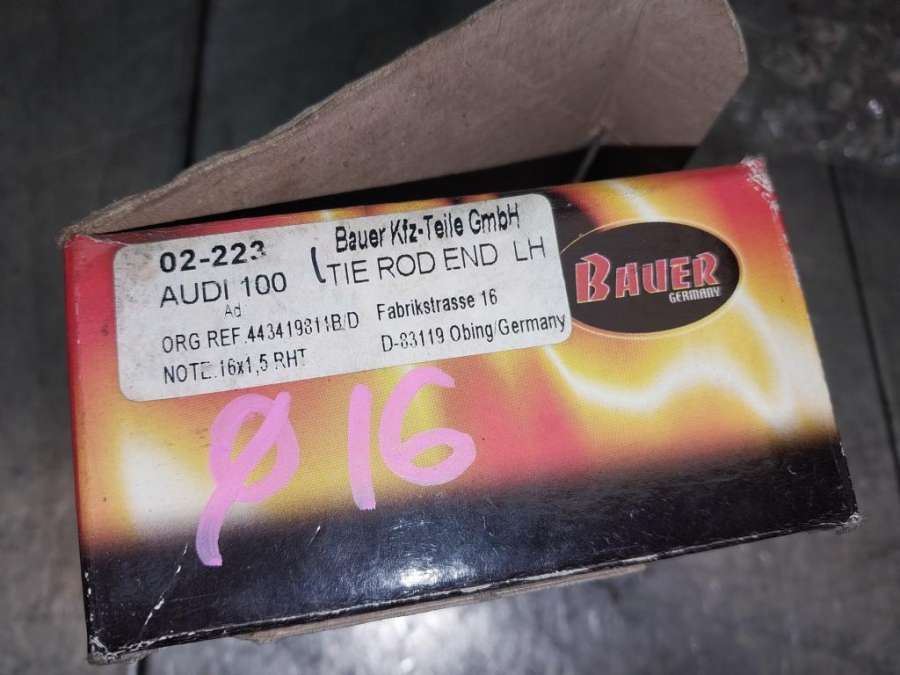 02-223
Bauer Kfz-Teile GmbH
AUDI 100
TIE ROD END LH
Ad
ORG REF.443419811B/D
Fabrikstrasse 16
NOTE.16x1,5 RHT
D-83119 Obing/Germany
BAUER
GERMANY
Ø 16